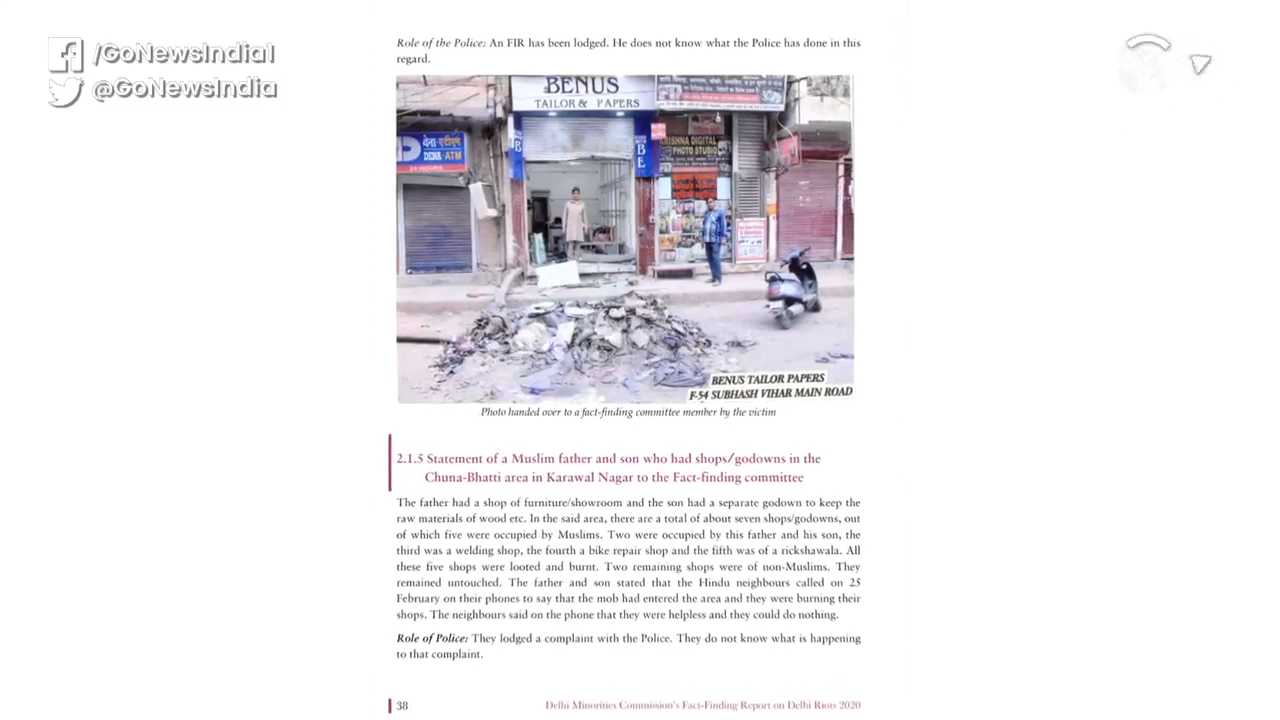 /GoNewsIndia1
@GoNewsIndia
Role of the Police: An FIR has been lodged. He does not know what the Police has done in this
regard.
BENUS
TAILOR & PAPERS
देना-एटीएम
DENA-ATM
B
B
E
KRISHNA DIGITAL
PHOTO STUDIO
BENUS TAILOR PAPERS
F-54 SUBHASH VIHAR MAIN ROAD
Photo handed over to a fact-finding committee member by the victim
2.1.5 Statement of a Muslim father and son who had shops/godowns in the
Chuna-Bhatti area in Karawal Nagar to the Fact-finding committee
The father had a shop of furniture/showroom and the son had a separate godown to keep the
raw materials of wood etc. In the said area, there are a total of about seven shops/godowns, out
of which five were occupied by Muslims. Two were occupied by this father and his son, the
third was a welding shop, the fourth a bike repair shop and the fifth was of a rickshawala. All
these five shops were looted and burnt. Two remaining shops were of non-Muslims. They
remained untouched. The father and son stated that the Hindu neighbours called on 25
February on their phones to say that the mob had entered the area and they were burning their
shops. The neighbours said on the phone that they were helpless and they could do nothing.
Role of Police: They lodged a complaint with the Police. They do not know what is happening
to that complaint.
38
Delhi Minorities Commission's Fact-Finding Report on Delhi Riots 2020